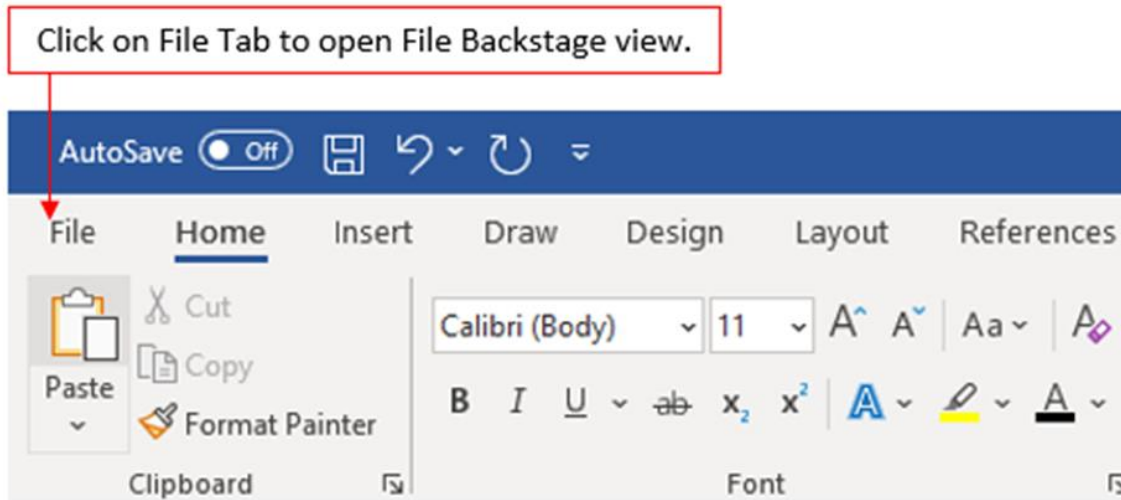 Click on File Tab to open File Backstage view.
AutoSave Off
File Home Insert Draw Design Layout References
Cut
Calibri (Body) 11 A A Aa A
Copy
Paste
B I U ab x₂ x² A A
Format Painter
Clipboard Font